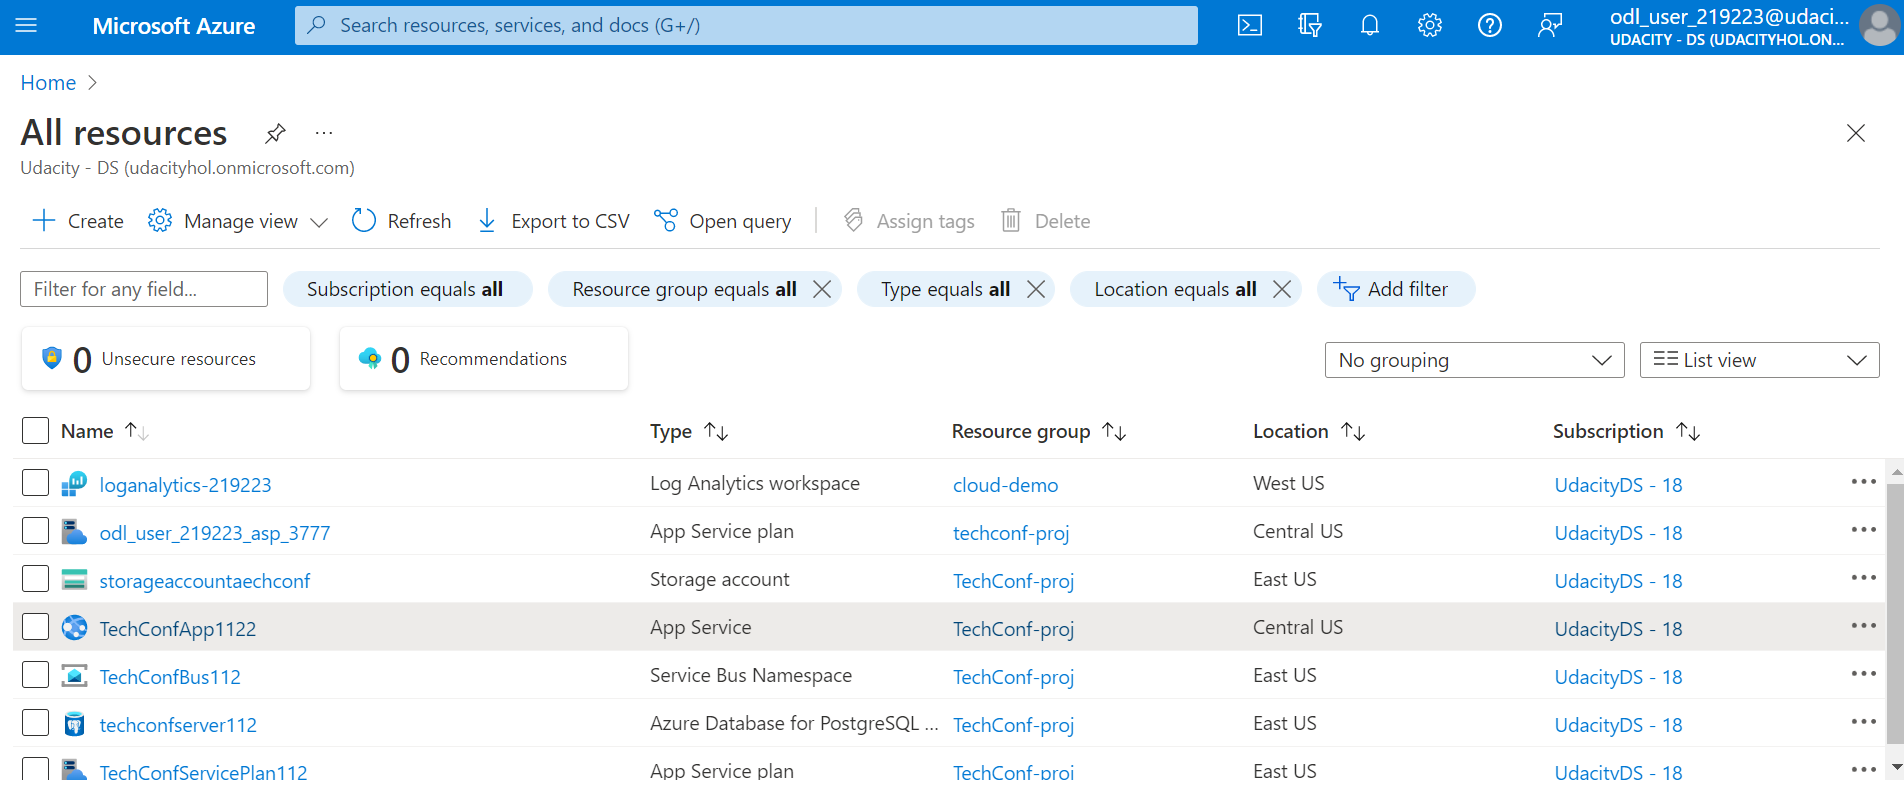 Microsoft Azure
Search resources, services, and docs (G+/)
odl_user_219223@udaci...
UDACITY - DS (UDACITYHOL.ON...
Home
All resources
Udacity - DS (udacityhol.onmicrosoft.com)
Create Manage view Refresh Export to CSV Open query Assign tags Delete
Filter for any field... Subscription equals all Resource group equals all Type equals all Location equals all Add filter
0 Unsecure resources 0 Recommendations No grouping List view
Name Type Resource group Location Subscription
loganalytics-219223 Log Analytics workspace cloud-demo West US UdacityDS - 18
odl_user_219223_asp_3777 App Service plan techconf-proj Central US UdacityDS - 18
storageaccountaechconf Storage account TechConf-proj East US UdacityDS - 18
TechConfApp1122 App Service TechConf-proj Central US UdacityDS - 18
TechConfBus112 Service Bus Namespace TechConf-proj East US UdacityDS - 18
techconfserver112 Azure Database for PostgreSQL ... TechConf-proj East US UdacityDS - 18
TechConfServicePlan112 App Service plan TechConf-proj East US UdacityDS - 18